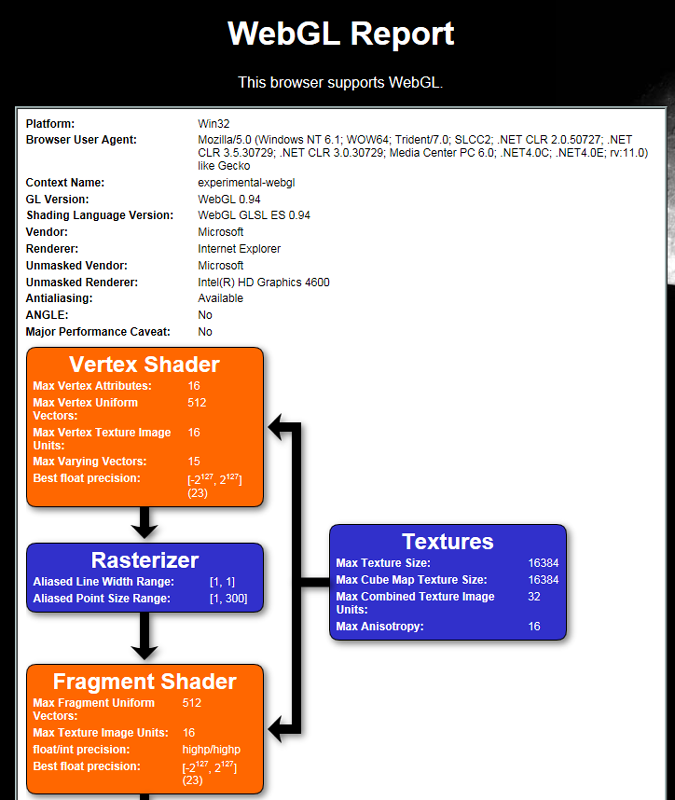 WebGL Report
This browser supports WebGL.
Platform: Win32
Browser User Agent: Mozilla/5.0 (Windows NT 6.1; WOW64; Trident/7.0; SLCC2; .NET CLR 2.0.50727; .NET
CLR 3.5.30729; .NET CLR 3.0.30729; Media Center PC 6.0; .NET4.0C; .NET4.0E; rv:11.0)
like Gecko
Context Name: experimental-webgl
GL Version: WebGL 0.94
Shading Language Version: WebGL GLSL ES 0.94
Vendor: Microsoft
Renderer: Internet Explorer
Unmasked Vendor: Microsoft
Unmasked Renderer: Intel(R) HD Graphics 4600
Antialiasing: Available
ANGLE: No
Major Performance Caveat: No
Vertex Shader
Max Vertex Attributes: 16
Max Vertex Uniform 512
Vectors:
Max Vertex Texture Image 16
Units:
Max Varying Vectors: 15
Best float precision: [-2¹²⁷, 2¹²⁷]
(23)
Rasterizer
Aliased Line Width Range: [1, 1]
Aliased Point Size Range: [1, 300]
Textures
Max Texture Size: 16384
Max Cube Map Texture Size: 16384
Max Combined Texture Image 32
Units:
Max Anisotropy: 16
Fragment Shader
Max Fragment Uniform 512
Vectors:
Max Texture Image Units: 16
float/int precision: highp/highp
Best float precision: [-2¹²⁷, 2¹²⁷]
(23)